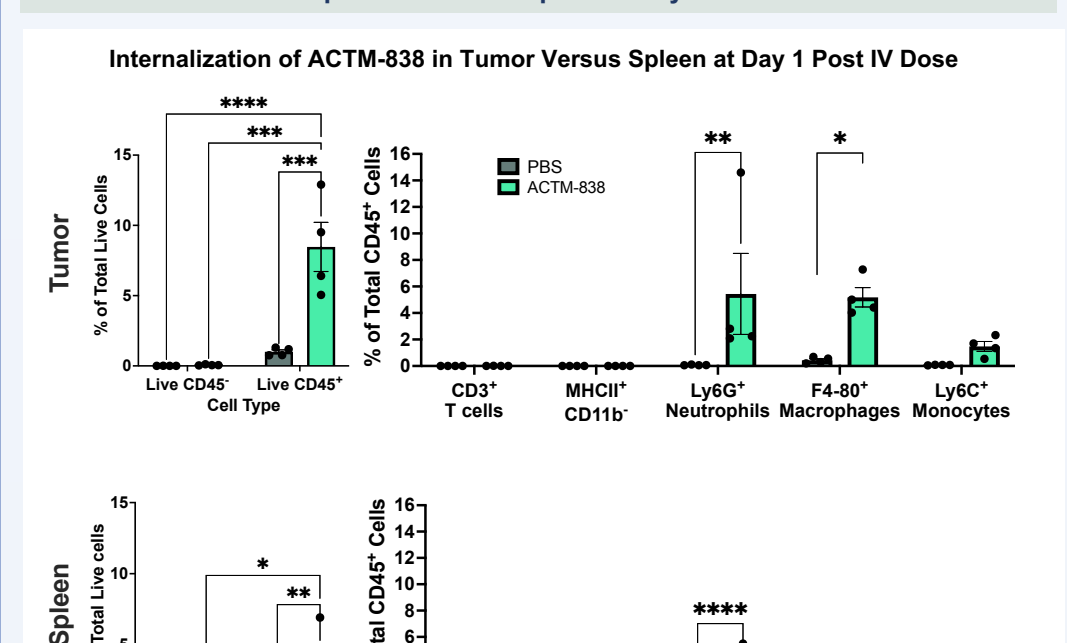 Internalization of ACTM-838 in Tumor Versus Spleen at Day 1 Post IV Dose
Tumor
% of Total Live Cells
15
10
5
0
****
***
***
Live CD45⁻ Live CD45⁺
Cell Type
% of Total CD45⁺ Cells
16
14
12
10
8
6
4
2
0
PBS
ACTM-838
**
*
CD3⁺
T cells
MHCII⁺
CD11b⁻
Ly6G⁺
Neutrophils
F4-80⁺
Macrophages
Ly6C⁺
Monocytes
Spleen
Total Live cells
15
10
*
**
CD45⁺ Cells
16
14
12
10
8
6
****